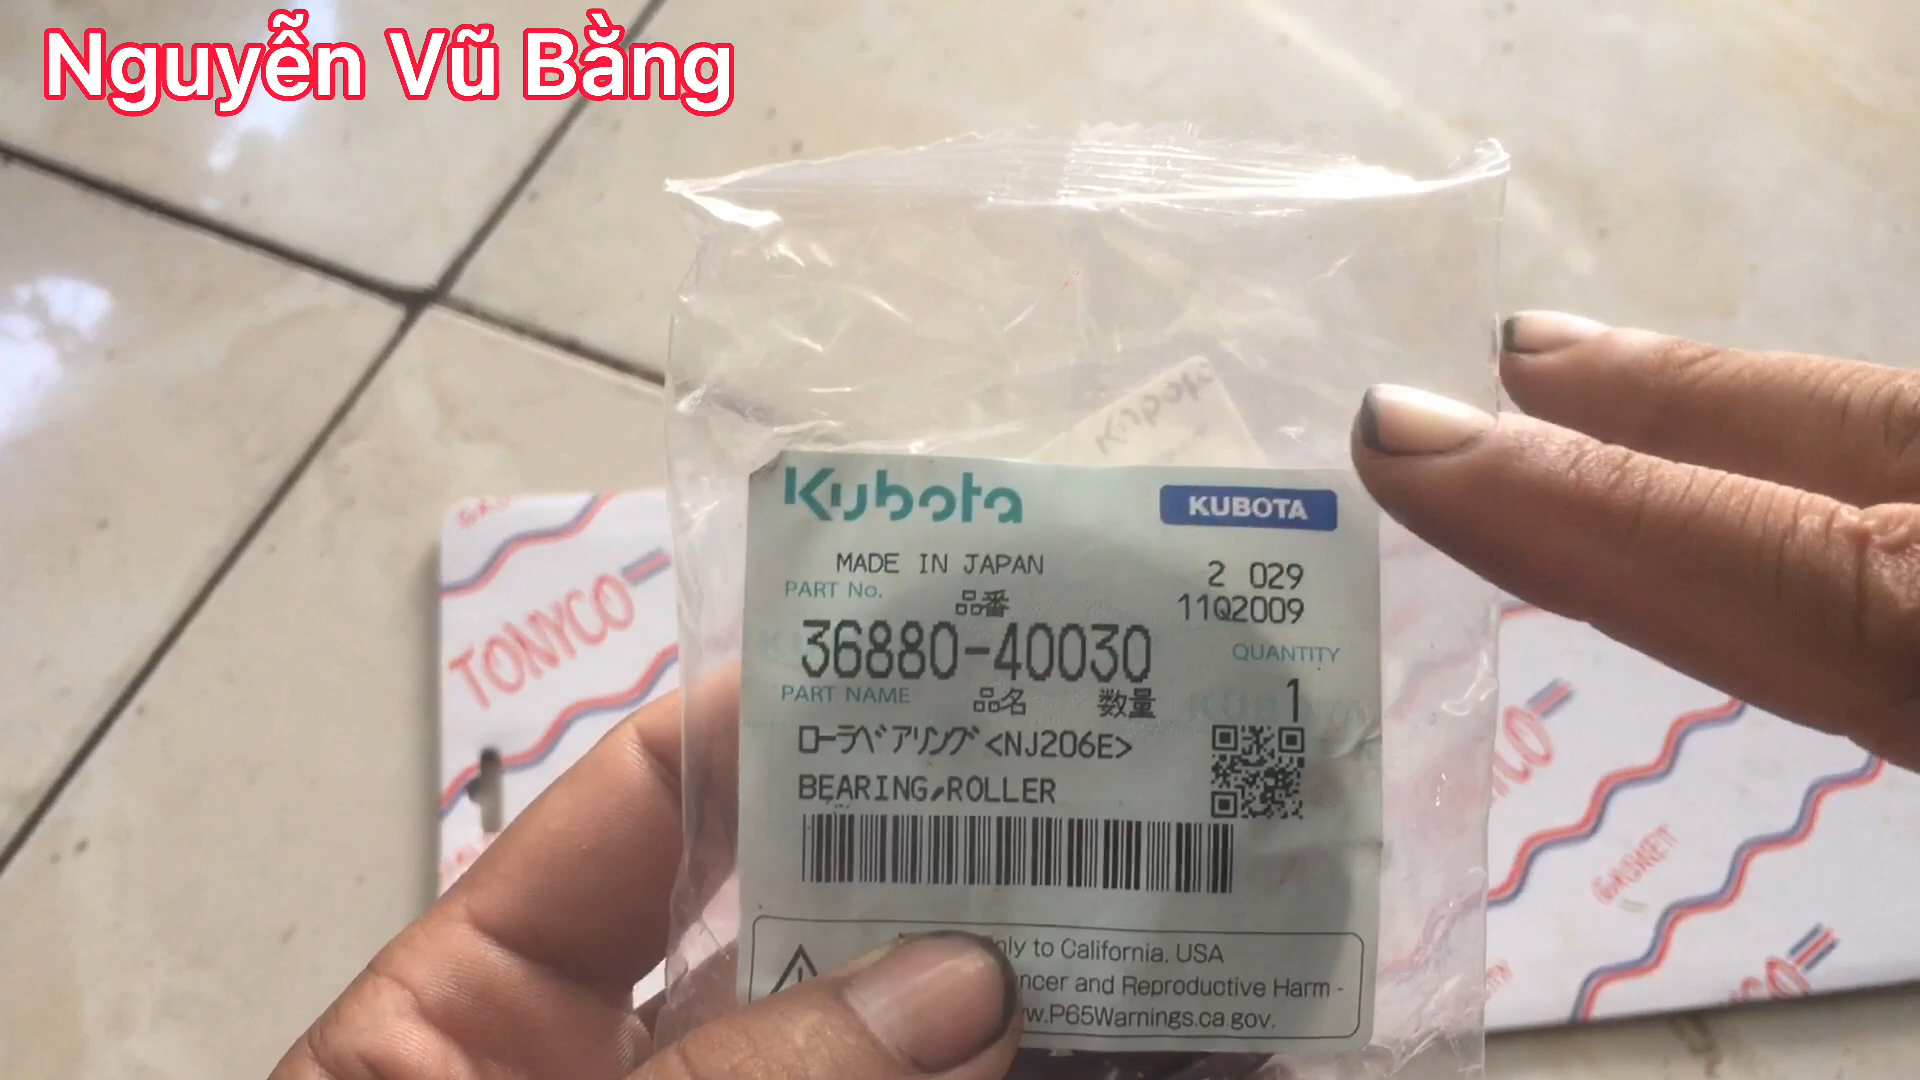 Nguyễn Vũ Bằng
Kubota
Kubota
KUBOTA
MADE IN JAPAN
2 029
PART No.
品番
11Q2009
36880-40030
QUANTITY
PART NAME
品名
数量
1
ローラベアリング<NJ206E>
BEARING,ROLLER
to California, USA
and Reproductive Harm -
P65Warnings.ca.gov.
TONYCO
GASKET